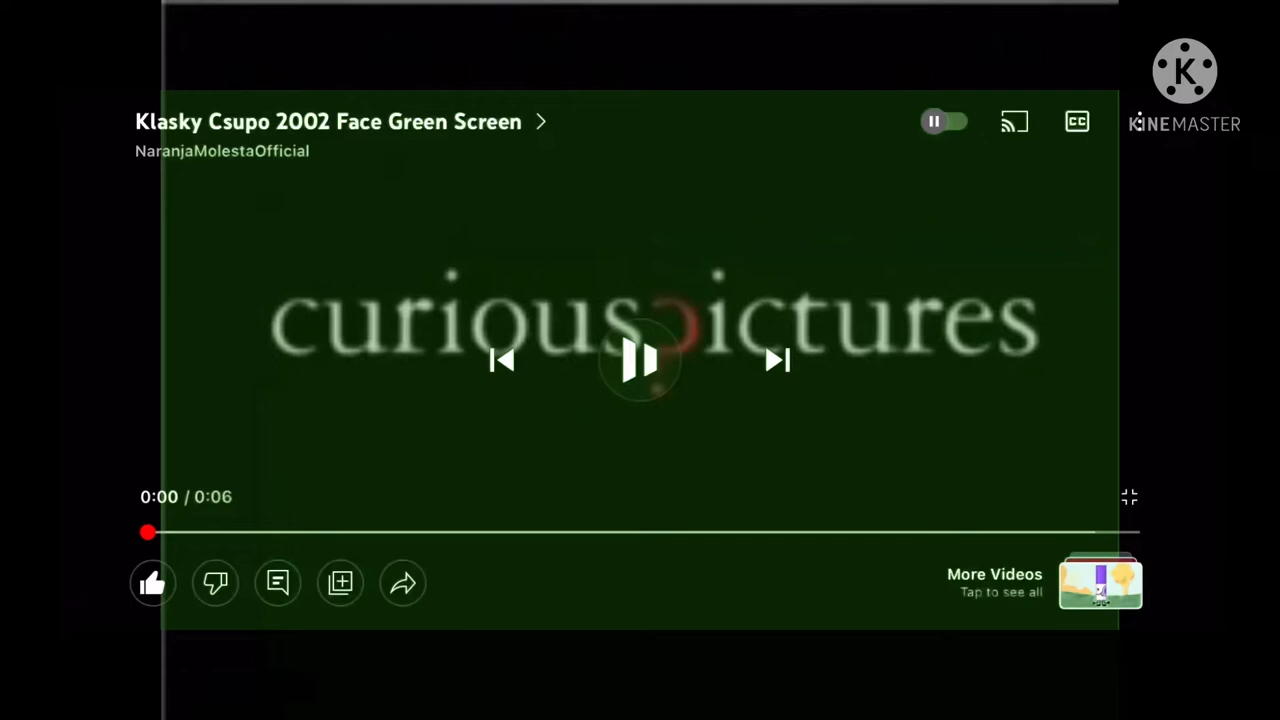 Klasky Csupo 2002 Face Green Screen
NaranjaMolestaOfficial
CC
K
KINEMASTER
curious pictures
0:00 / 0:06
More Videos
Tap to see all